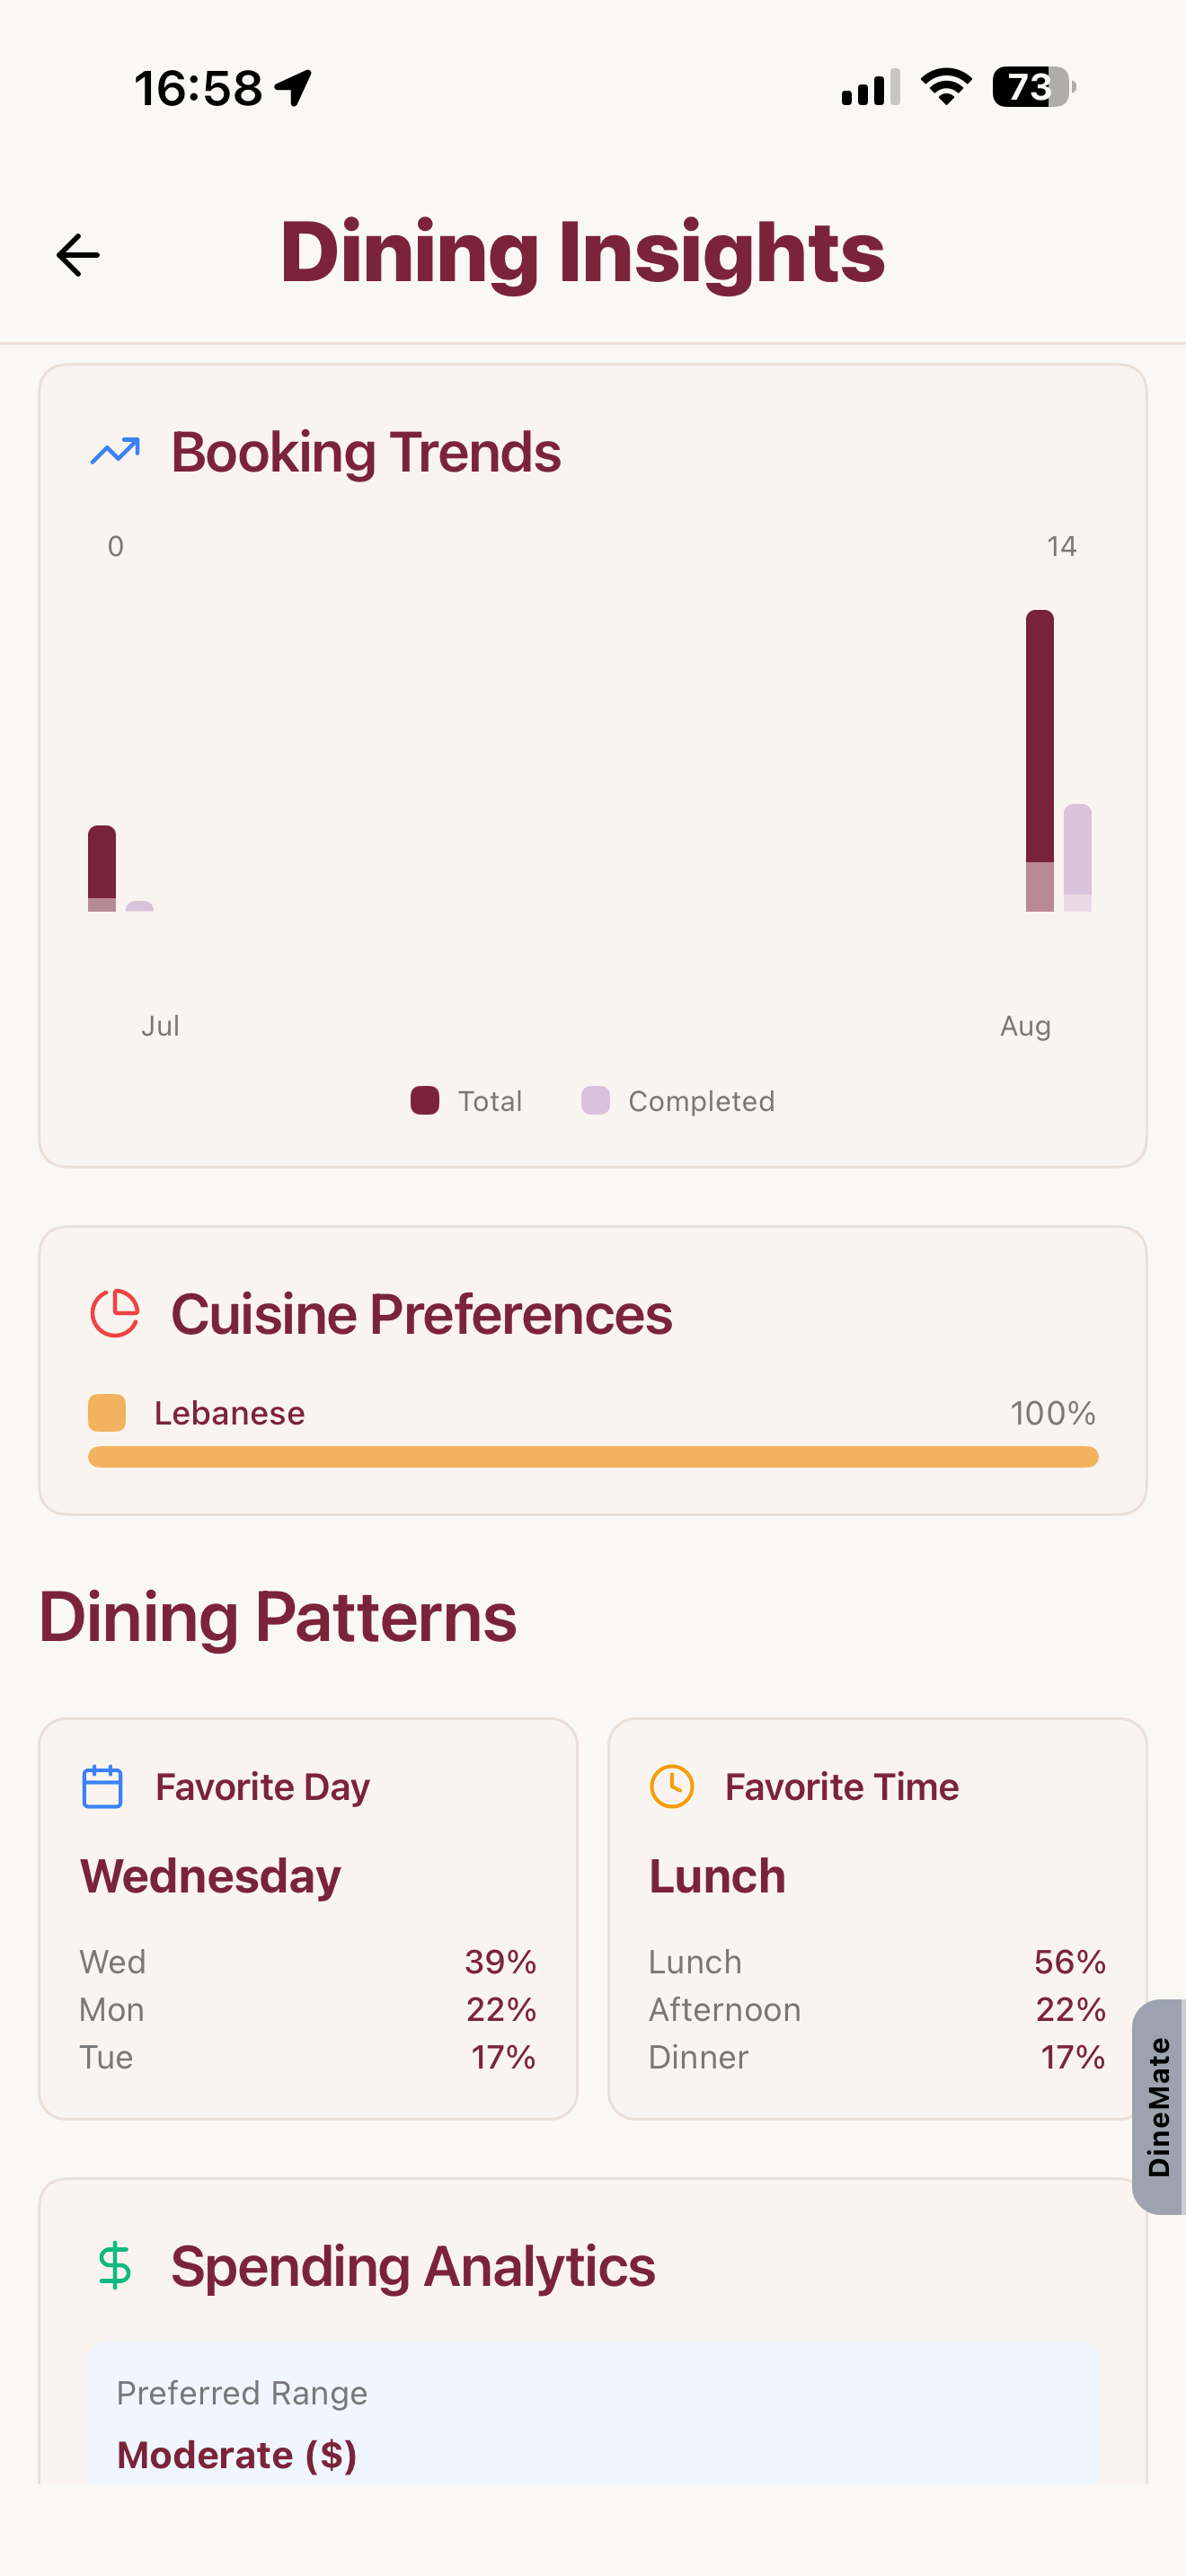 16:58
73
Dining Insights
Booking Trends
0 14
Jul Aug
Total Completed
Cuisine Preferences
Lebanese 100%
Dining Patterns
Favorite Day
Wednesday
Wed 39%
Mon 22%
Tue 17%
Favorite Time
Lunch
Lunch 56%
Afternoon 22%
Dinner 17%
DineMate
Spending Analytics
Preferred Range
Moderate ($)